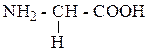 NH₂ - CH - COOH
H